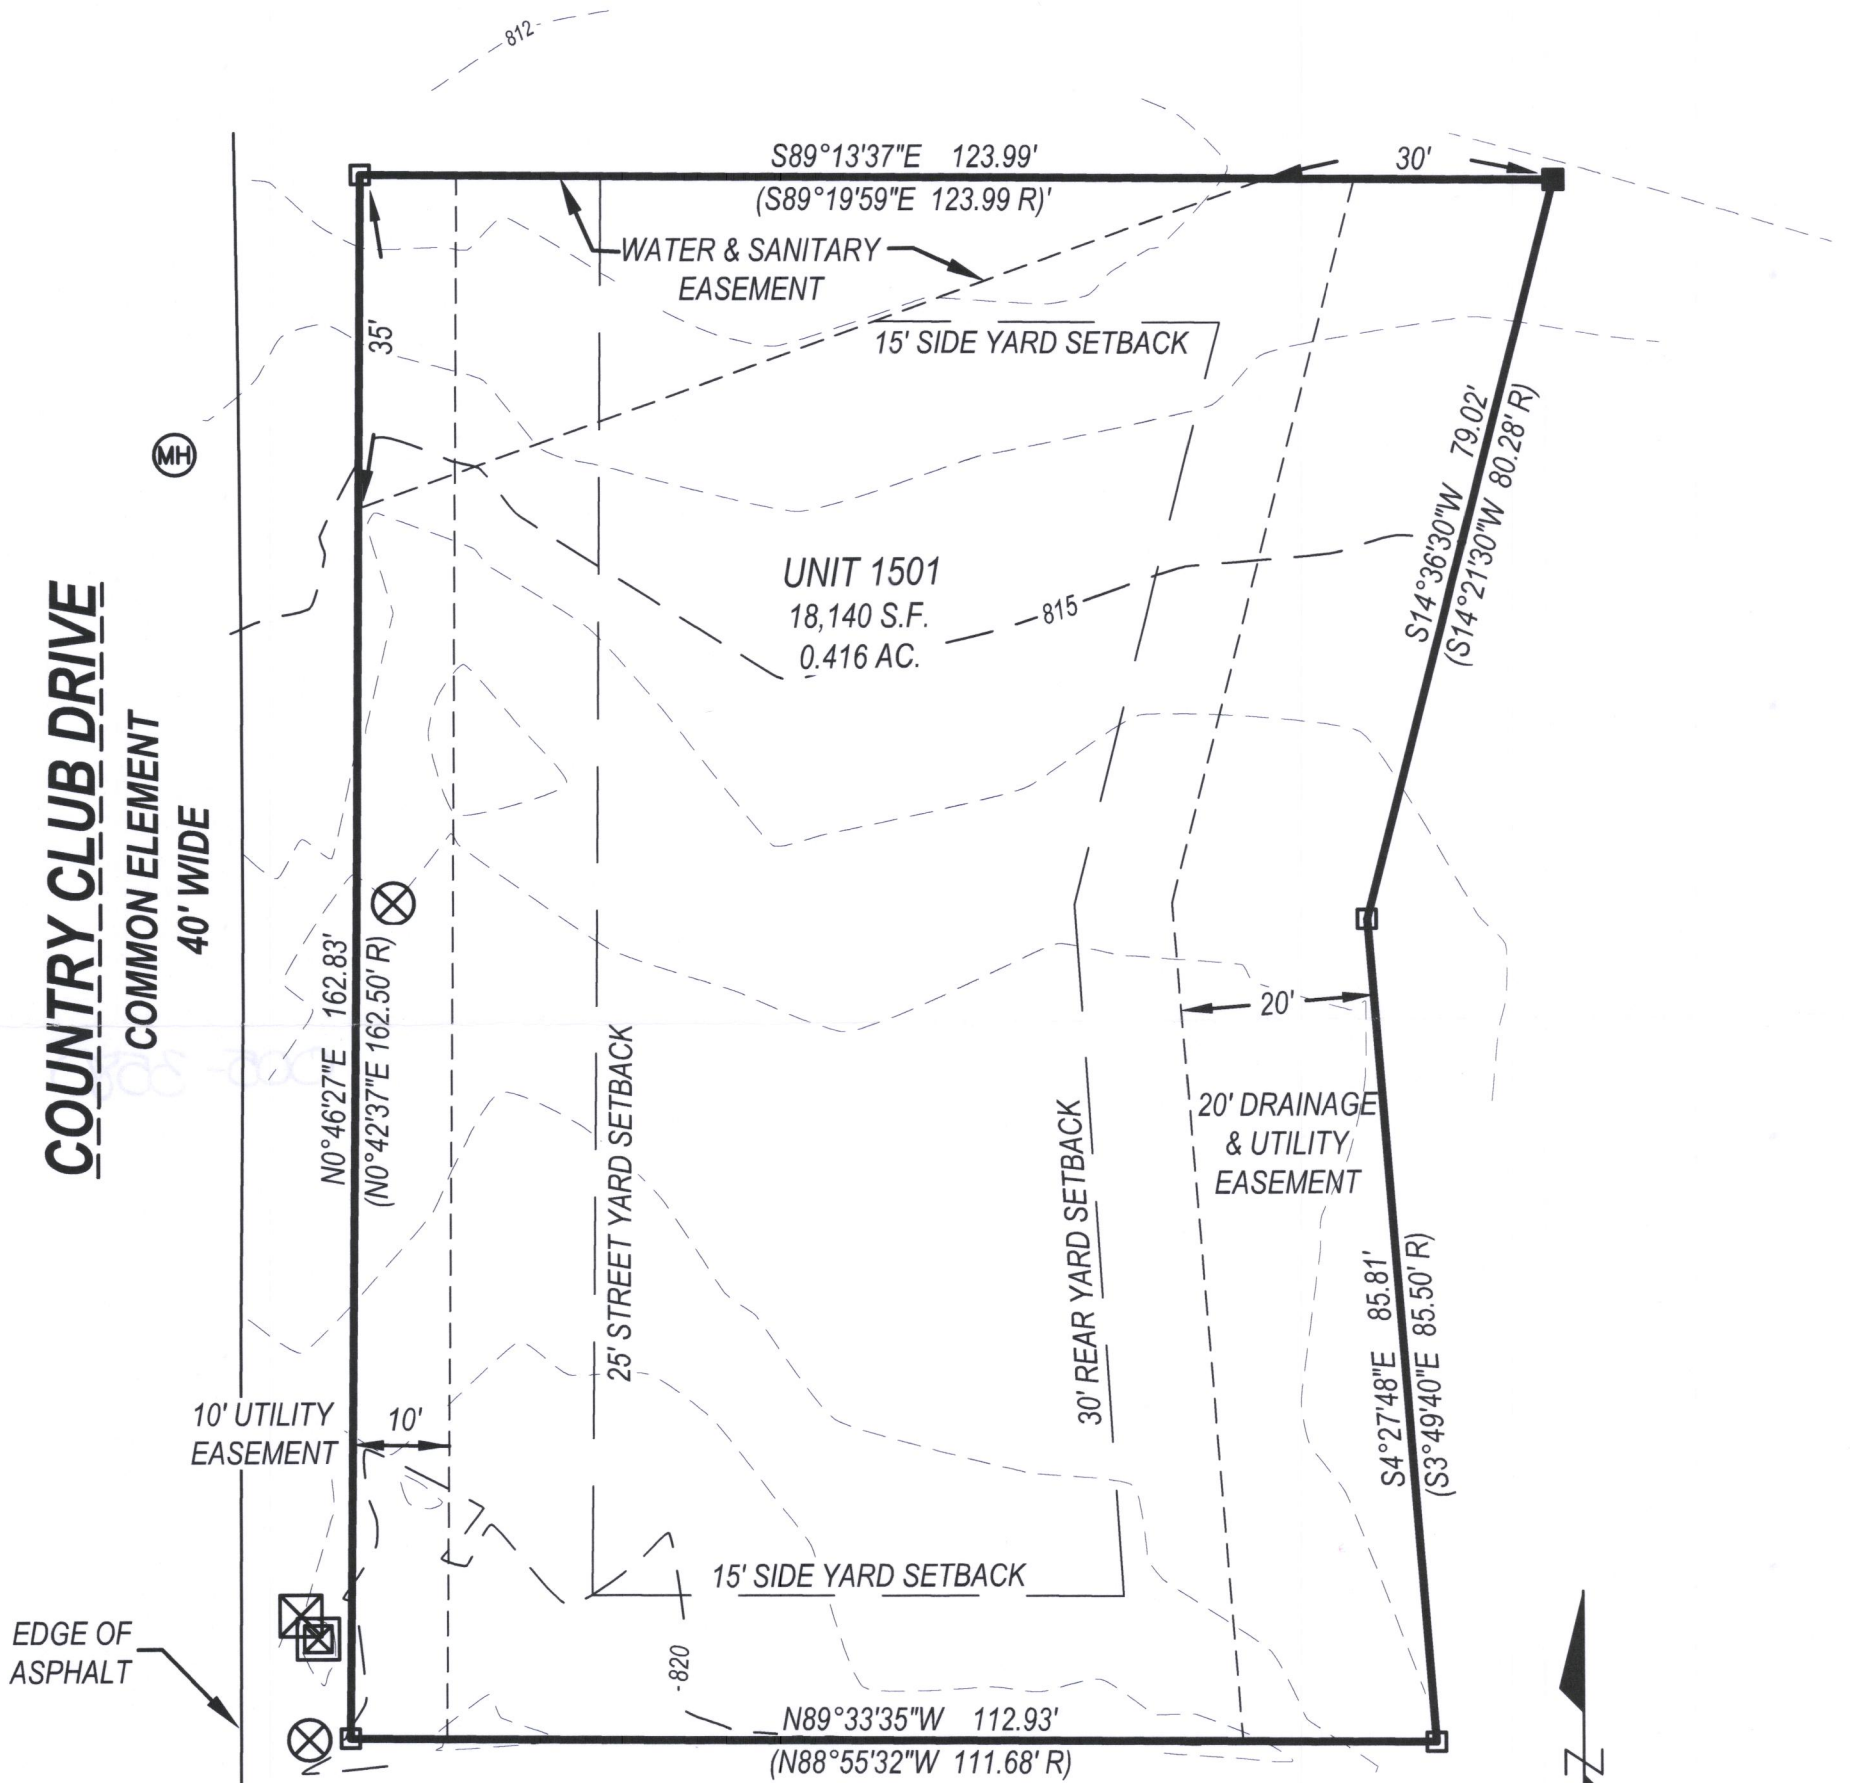 812
S89°13'37"E 123.99'
(S89°19'59"E 123.99 R)'
30'
WATER & SANITARY
EASEMENT
35'
15' SIDE YARD SETBACK
MH
S14°36'30"W 79.02'
(S14°21'30"W 80.28' R)
UNIT 1501
18,140 S.F.
0.416 AC.
815
COUNTRY CLUB DRIVE
COMMON ELEMENT
40' WIDE
N0°46'27"E 162.83'
(N0°42'37"E 162.50' R)
20'
25' STREET YARD SETBACK
30' REAR YARD SETBACK
20' DRAINAGE
& UTILITY
EASEMENT
S4°27'48"E 85.81'
(S3°49'40"E 85.50' R)
10' UTILITY
EASEMENT
10'
15' SIDE YARD SETBACK
EDGE OF
ASPHALT
820
N89°33'35"W 112.93'
(N88°55'32"W 111.68' R)
N